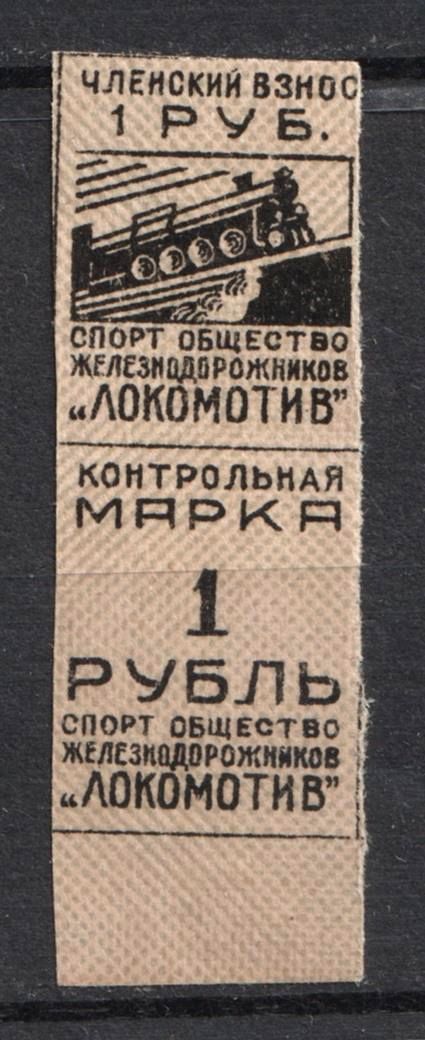 ЧЛЕНСКИЙ ВЗНОС
1 РУБ.
СПОРТ ОБЩЕСТВО
ЖЕЛЕЗНОДОРОЖНИКОВ
„ЛОКОМОТИВ"
КОНТРОЛЬНАЯ
МАРКА
1
РУБЛЬ
СПОРТ ОБЩЕСТВО
ЖЕЛЕЗНОДОРОЖНИКОВ
„ЛОКОМОТИВ"